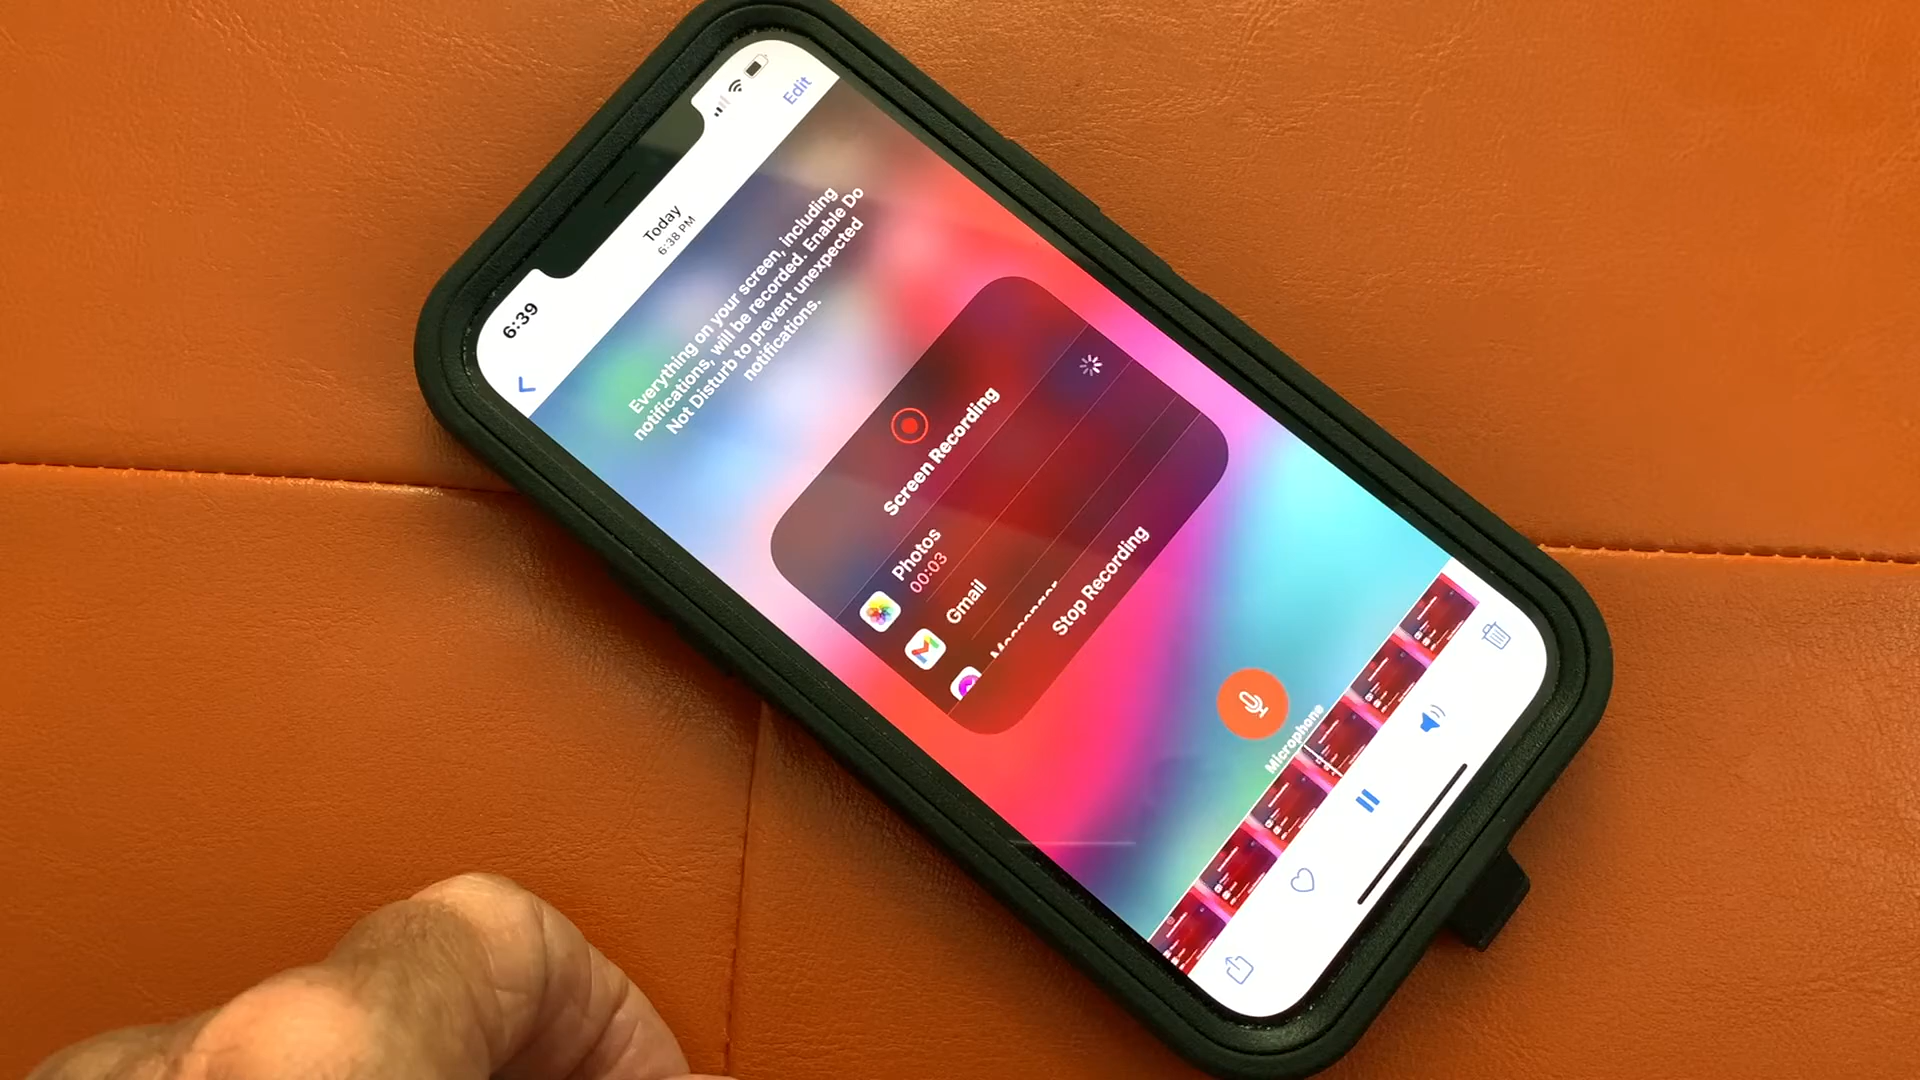 6:39
Today
6:38 PM
Edit
Everything on your screen, including
notifications, will be recorded. Enable Do
Not Disturb to prevent unexpected
notifications.
Screen Recording
Photos
00:03
Gmail
Messenger
Stop Recording
Microphone